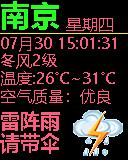 南京 星期四
07月30 15:01:31
冬风2级
温度:26℃~31℃
空气质量: 优良
雷阵雨
请带伞